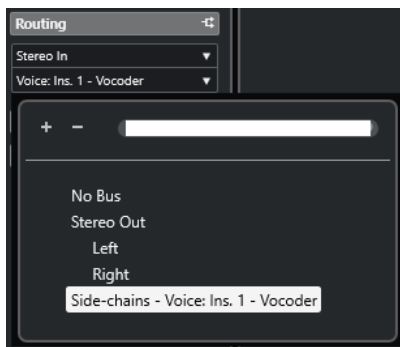 Routing
Stereo In
Voice: Ins. 1 - Vocoder
+ −
No Bus
Stereo Out
Left
Right
Side-chains - Voice: Ins. 1 - Vocoder